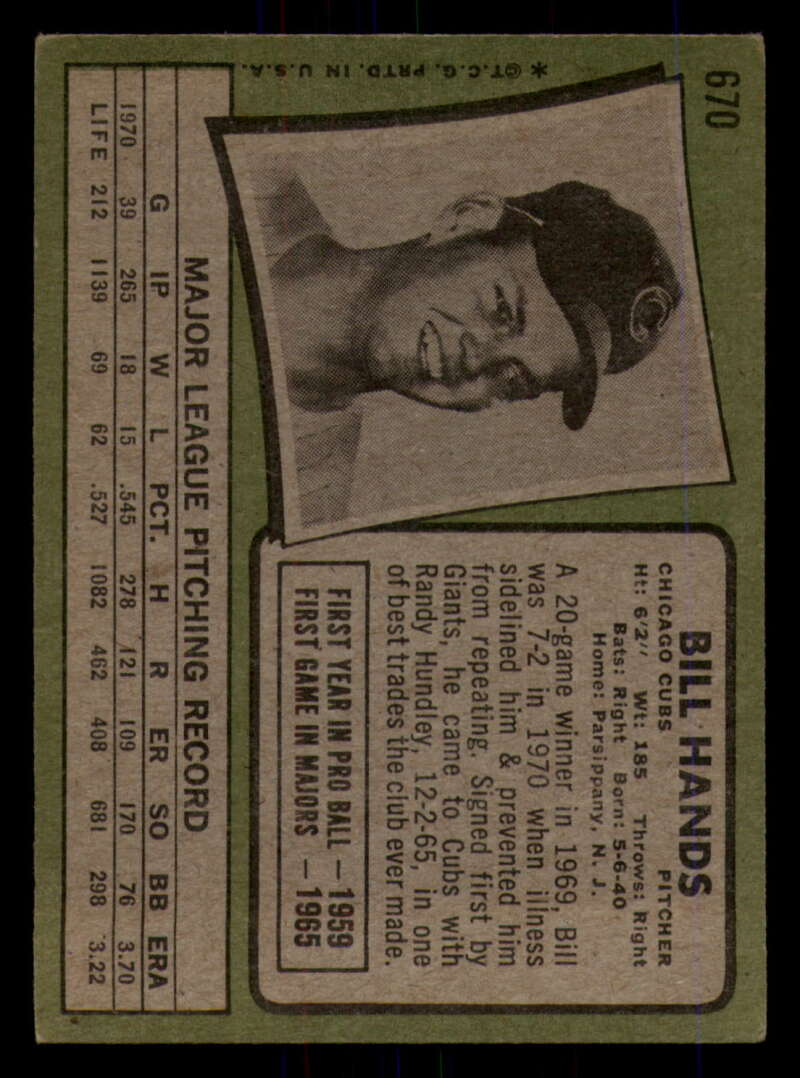 670
*©T.C.G. PRTD. IN U.S.A.
C
BILL HANDS
CHICAGO CUBS PITCHER
Ht: 6'2" Wt: 185 Throws: Right
Bats: Right Born: 5-6-40
Home: Parsippany, N. J.
A 20-game winner in 1969, Bill
was 7-2 in 1970 when illness
sidelined him & prevented him
from repeating. Signed first by
Giants, he came to Cubs with
Randy Hundley, 12-2-65, in one
of best trades the club ever made.
FIRST YEAR IN PRO BALL — 1959
FIRST GAME IN MAJORS — 1965
MAJOR LEAGUE PITCHING RECORD
G IP W L PCT. H R ER SO BB ERA
1970 39 265 18 15 .545 278 121 109 170 76 3.70
LIFE 212 1139 69 62 .527 1082 462 408 681 298 3.22